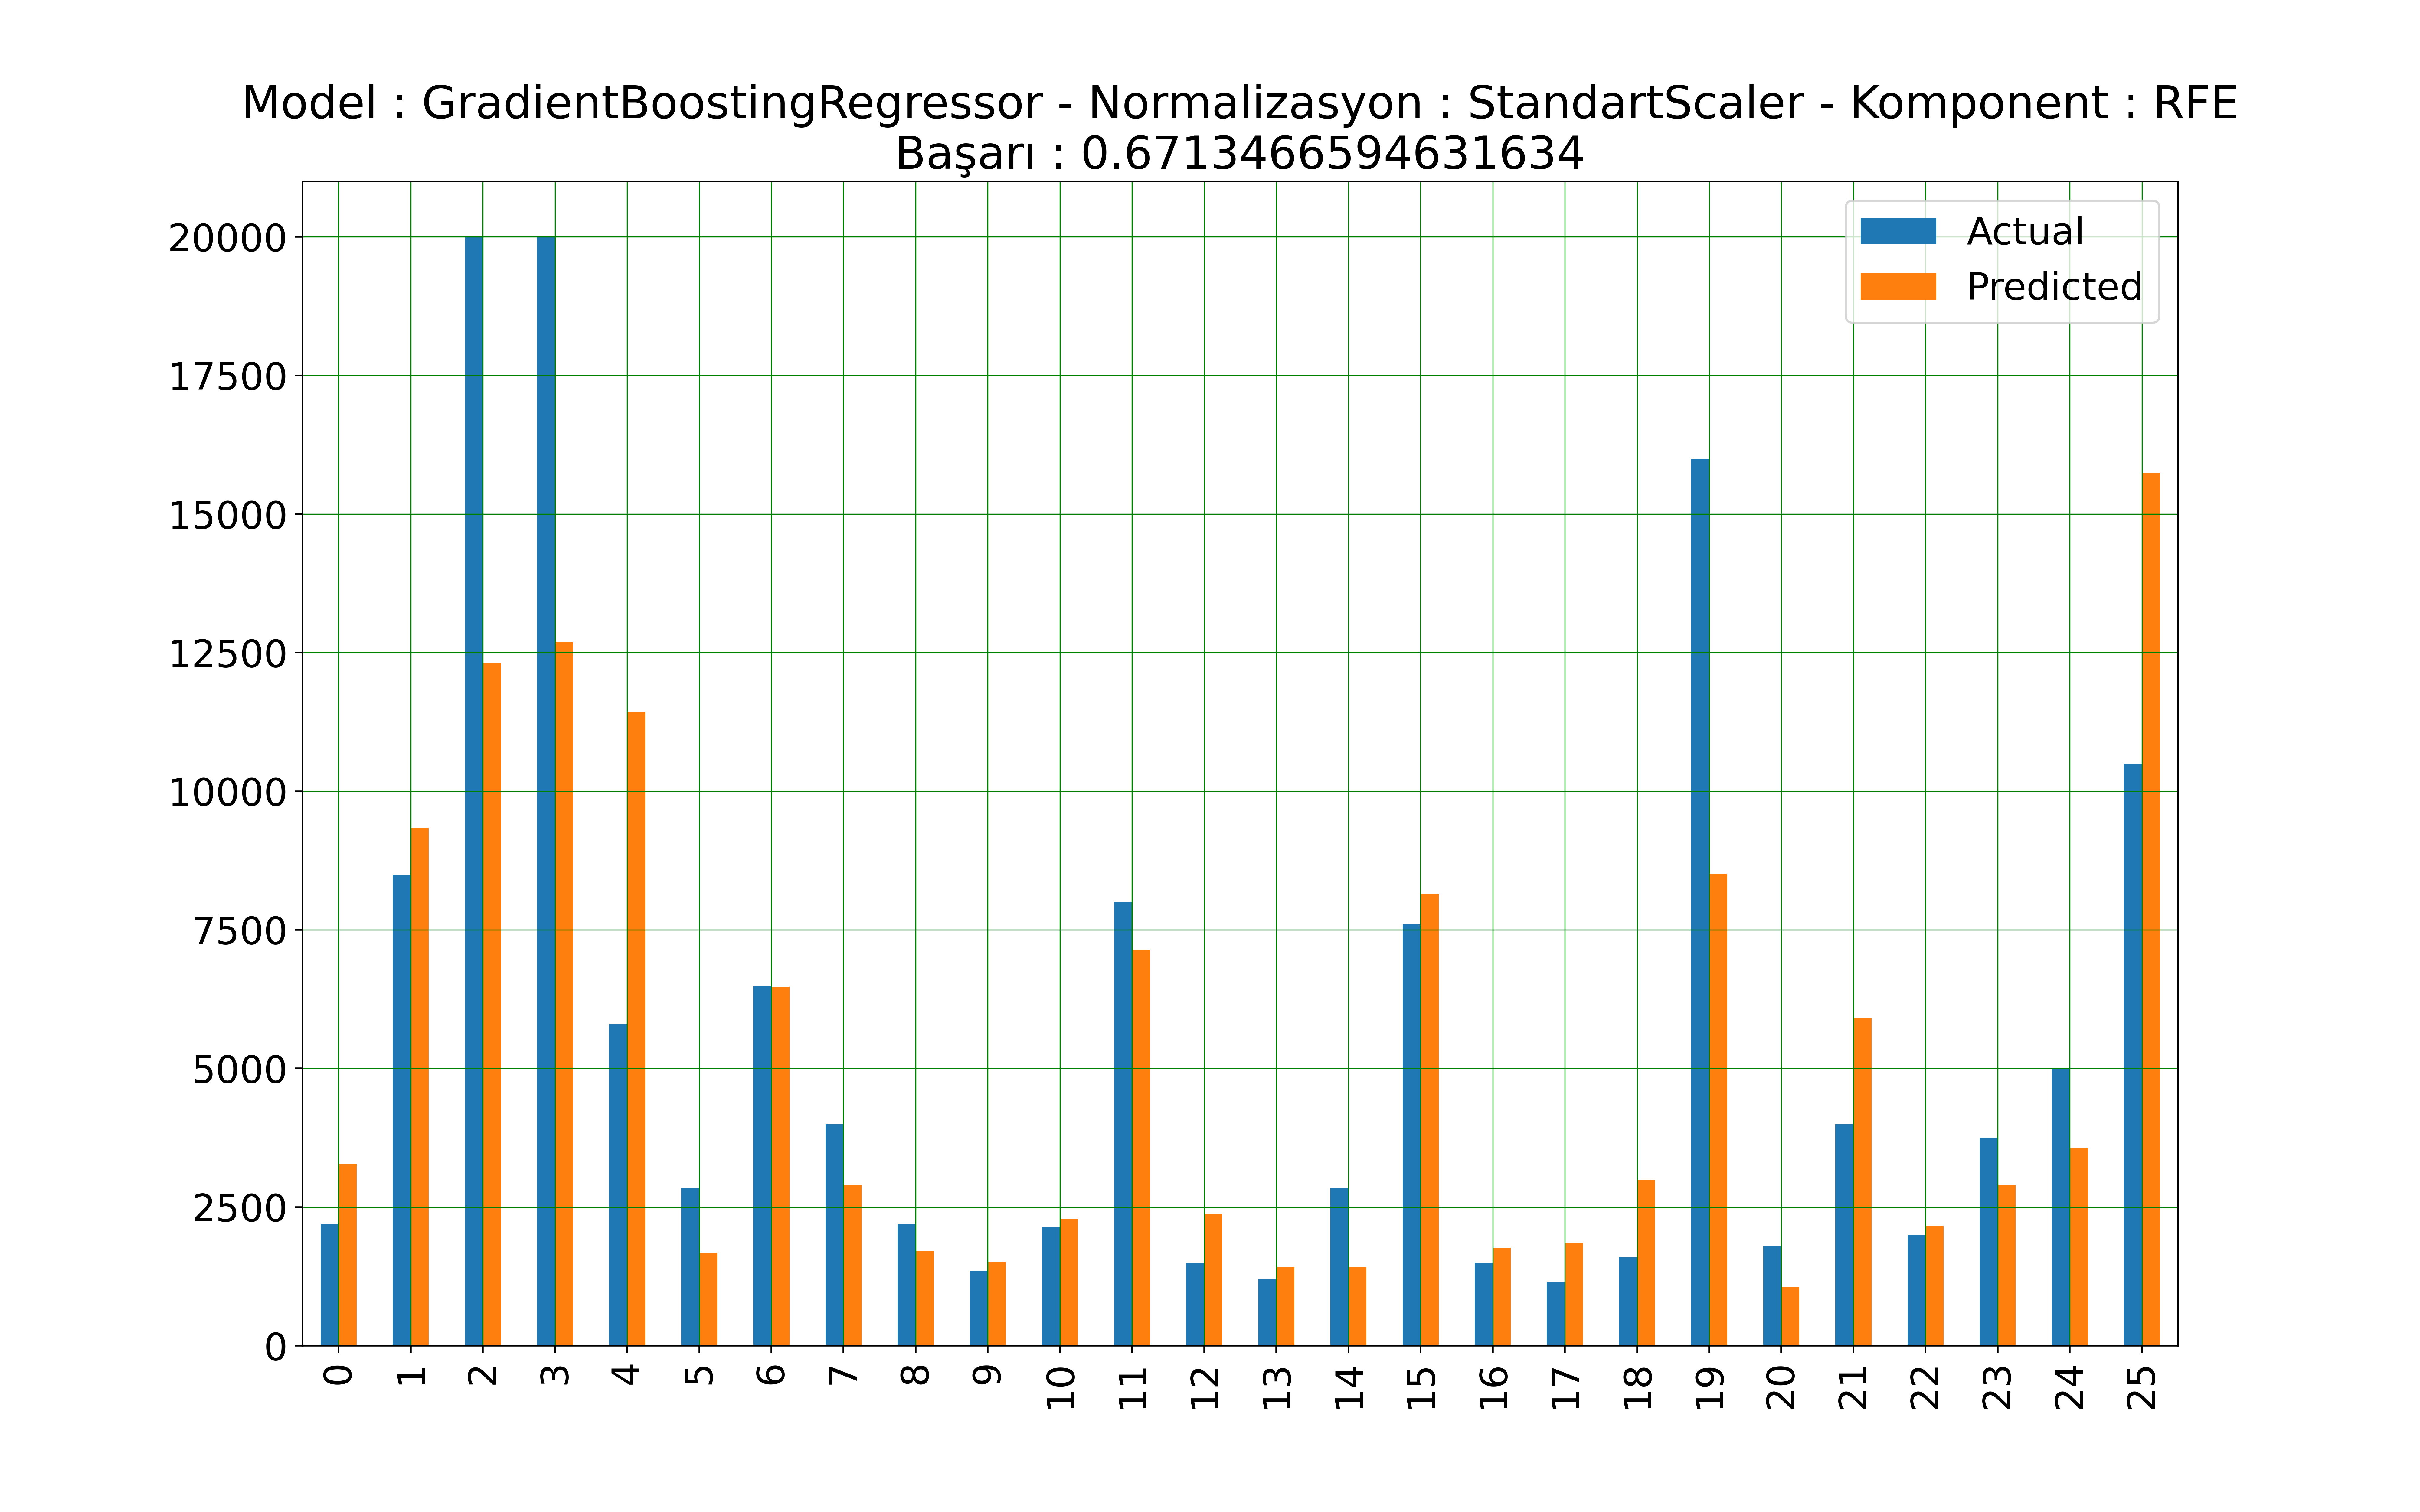 Model : GradientBoostingRegressor - Normalizasyon : StandartScaler - Komponent : RFE
Başarı : 0.6713466594631634
Actual
Predicted
20000
17500
15000
12500
10000
7500
5000
2500
0
0 1 2 3 4 5 6 7 8 9 10 11 12 13 14 15 16 17 18 19 20 21 22 23 24 25